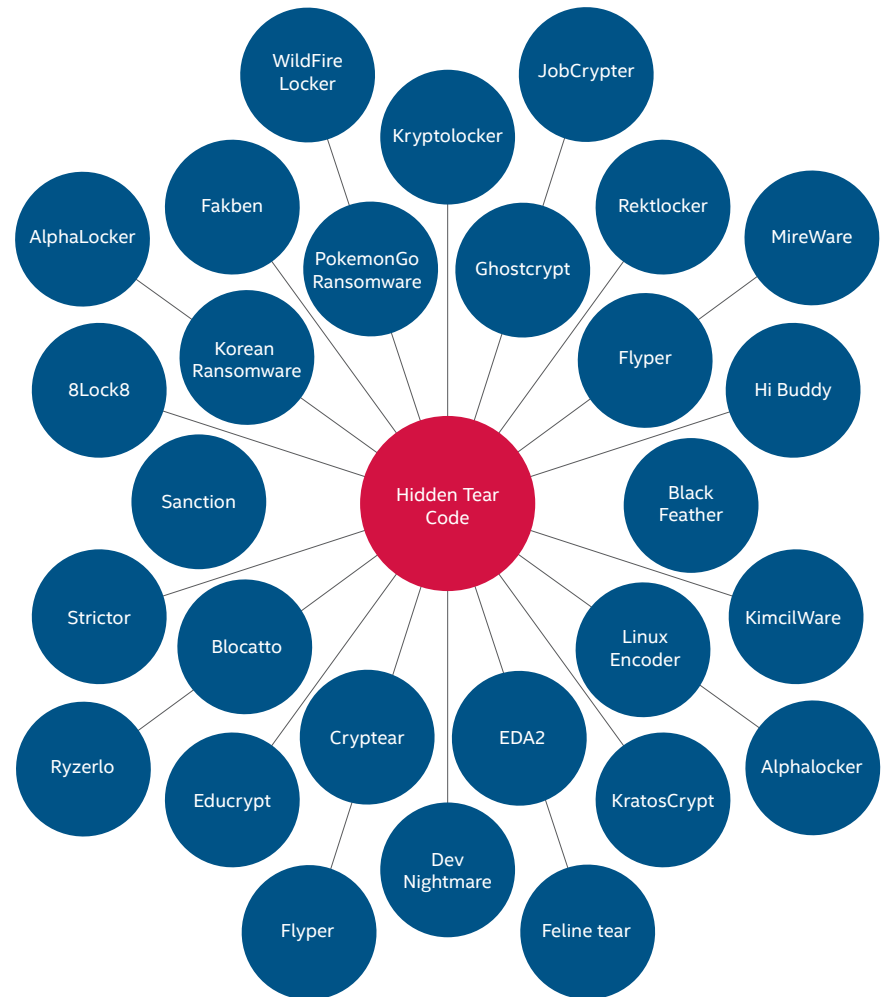 WildFire
Locker
JobCrypter
Kryptolocker
Fakben
Rektlocker
AlphaLocker
MireWare
PokemonGo
Ransomware
Ghostcrypt
Korean
Ransomware
Flyper
8Lock8
Hi Buddy
Sanction
Hidden Tear
Code
Black
Feather
Strictor
Blocatto
Linux
Encoder
KimcilWare
Ryzerlo
Cryptear
EDA2
Alphalocker
Educrypt
KratosCrypt
Dev
Nightmare
Flyper
Feline tear